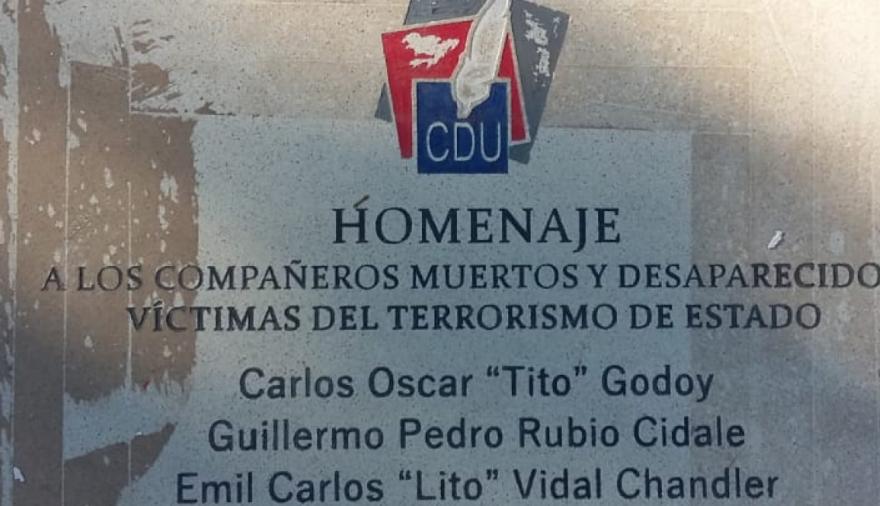 CDU
HOMENAJE
A LOS COMPAÑEROS MUERTOS Y DESAPARECIDO
VÍCTIMAS DEL TERRORISMO DE ESTADO
Carlos Oscar “Tito” Godoy
Guillermo Pedro Rubio Cidale
Emil Carlos “Lito” Vidal Chandler